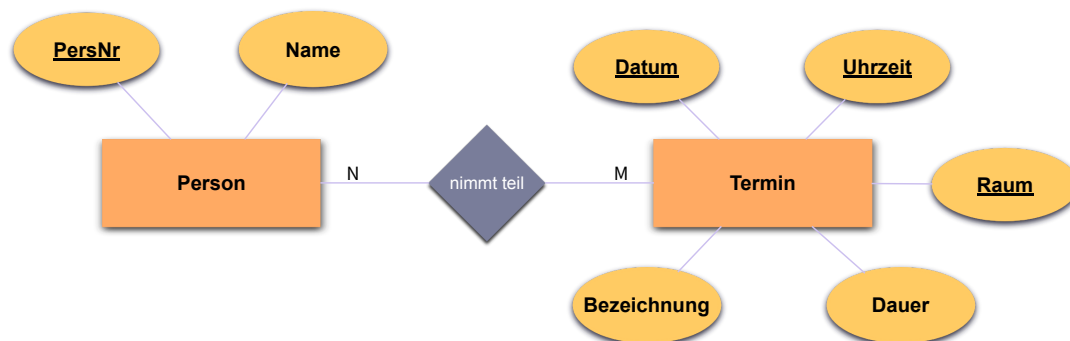 PersNr
Name
Datum
Uhrzeit
Person
N
nimmt teil
M
Termin
Raum
Bezeichnung
Dauer